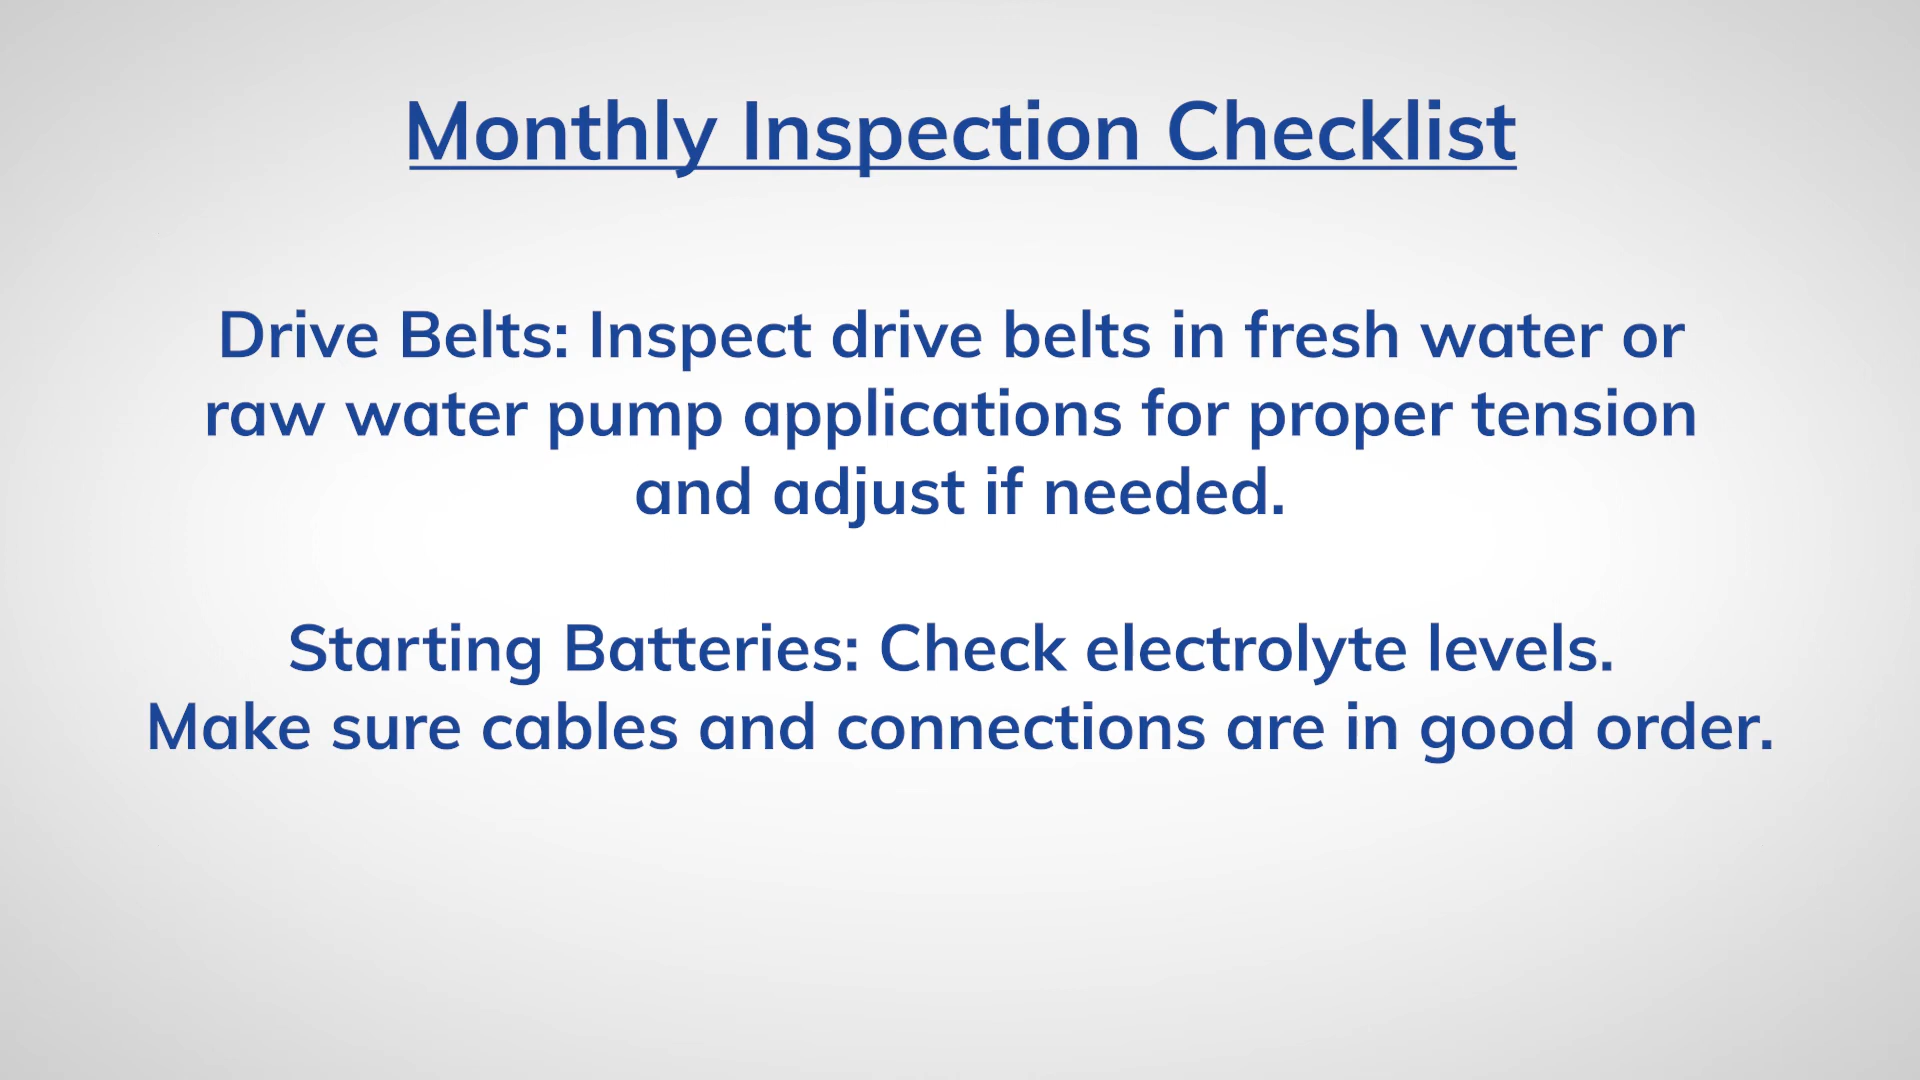 Monthly Inspection Checklist
Drive Belts: Inspect drive belts in fresh water or
raw water pump applications for proper tension
and adjust if needed.
Starting Batteries: Check electrolyte levels.
Make sure cables and connections are in good order.